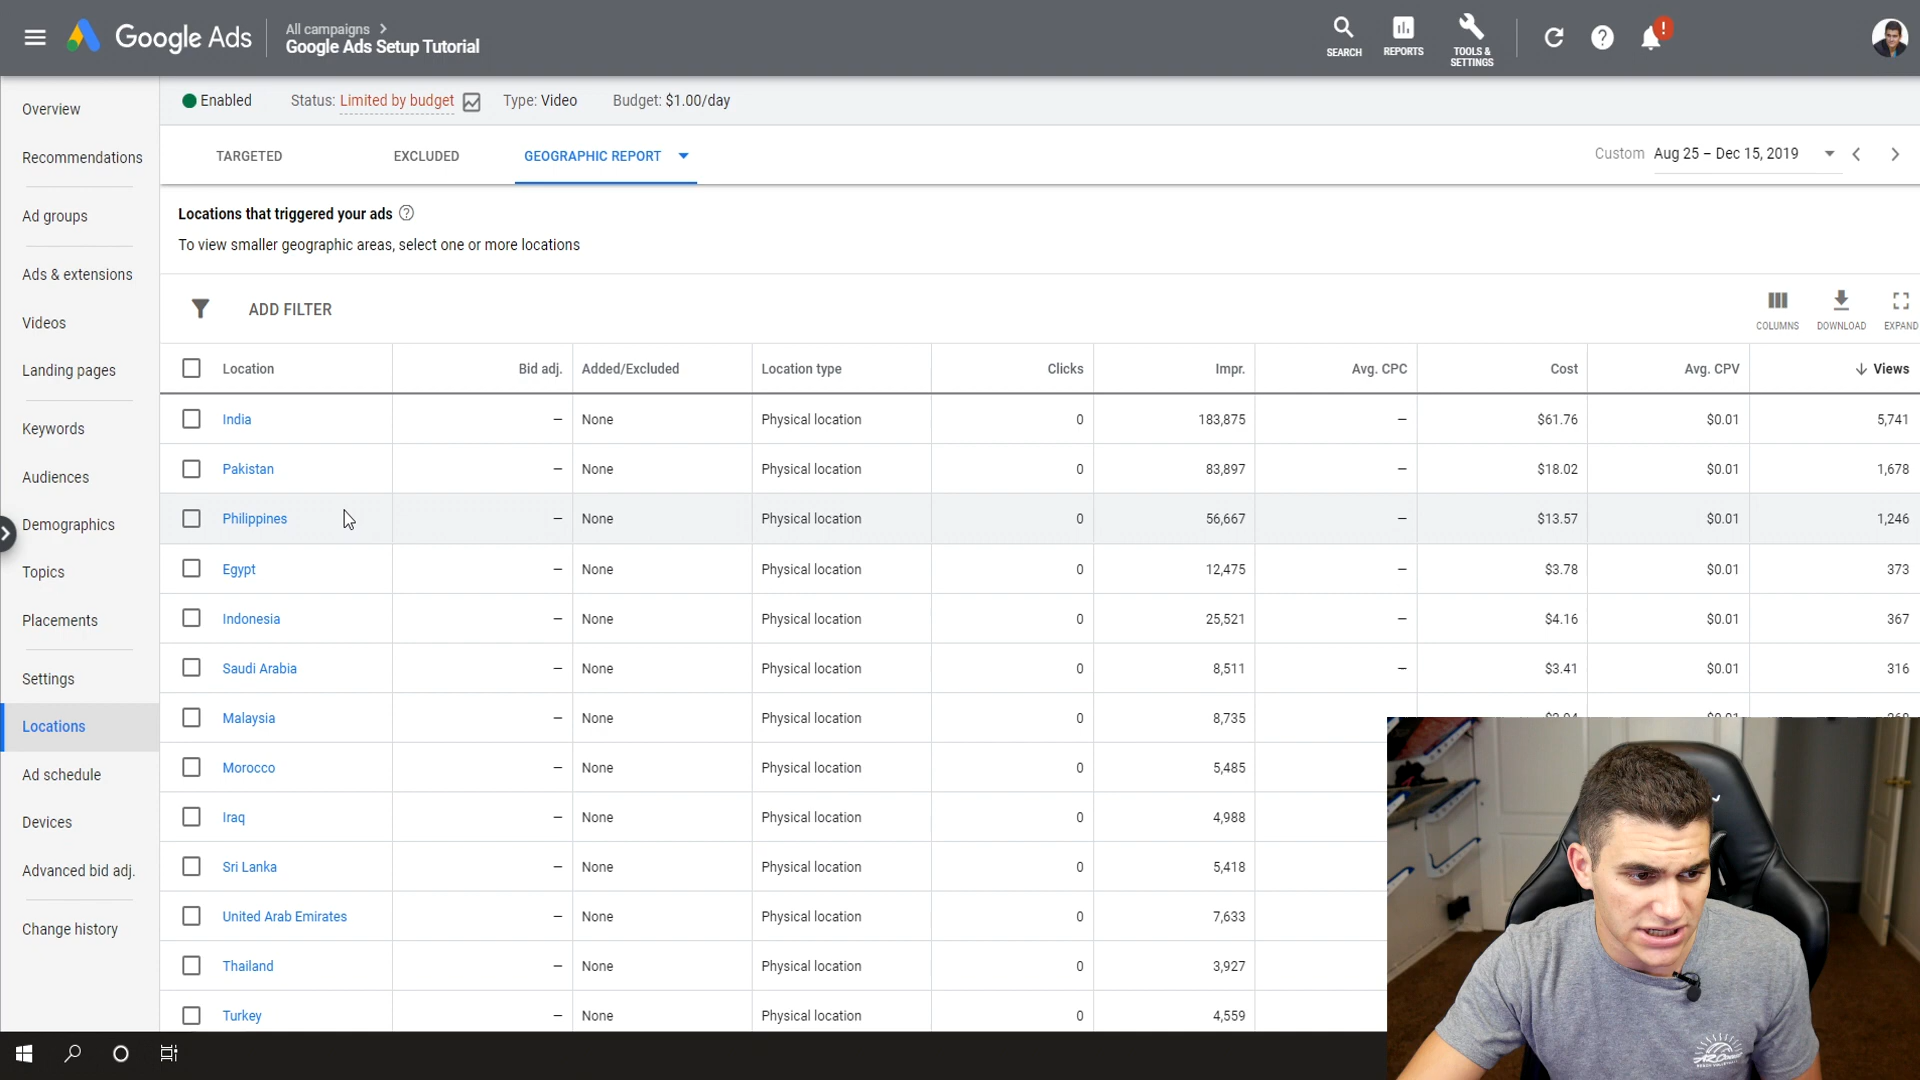 Google Ads
All campaigns
Google Ads Setup Tutorial
SEARCH
REPORTS
TOOLS &
SETTINGS
!
Enabled Status: Limited by budget Type: Video Budget: $1.00/day
TARGETED EXCLUDED GEOGRAPHIC REPORT Custom Aug 25 – Dec 15, 2019
Locations that triggered your ads
To view smaller geographic areas, select one or more locations
ADD FILTER
COLUMNS DOWNLOAD EXPAND
Location Bid adj. Added/Excluded Location type Clicks Impr. Avg. CPC Cost Avg. CPV Views
India – None Physical location 0 183,875 – $61.76 $0.01 5,741
Pakistan – None Physical location 0 83,897 – $18.02 $0.01 1,678
Philippines – None Physical location 0 56,667 – $13.57 $0.01 1,246
Egypt – None Physical location 0 12,475 – $3.78 $0.01 373
Indonesia – None Physical location 0 25,521 – $4.16 $0.01 367
Saudi Arabia – None Physical location 0 8,511 – $3.41 $0.01 316
Malaysia – None Physical location 0 8,735
Morocco – None Physical location 0 5,485
Iraq – None Physical location 0 4,988
Sri Lanka – None Physical location 0 5,418
United Arab Emirates – None Physical location 0 7,633
Thailand – None Physical location 0 3,927
Turkey – None Physical location 0 4,559
Overview
Recommendations
Ad groups
Ads & extensions
Videos
Landing pages
Keywords
Audiences
Demographics
Topics
Placements
Settings
Locations
Ad schedule
Devices
Advanced bid adj.
Change history